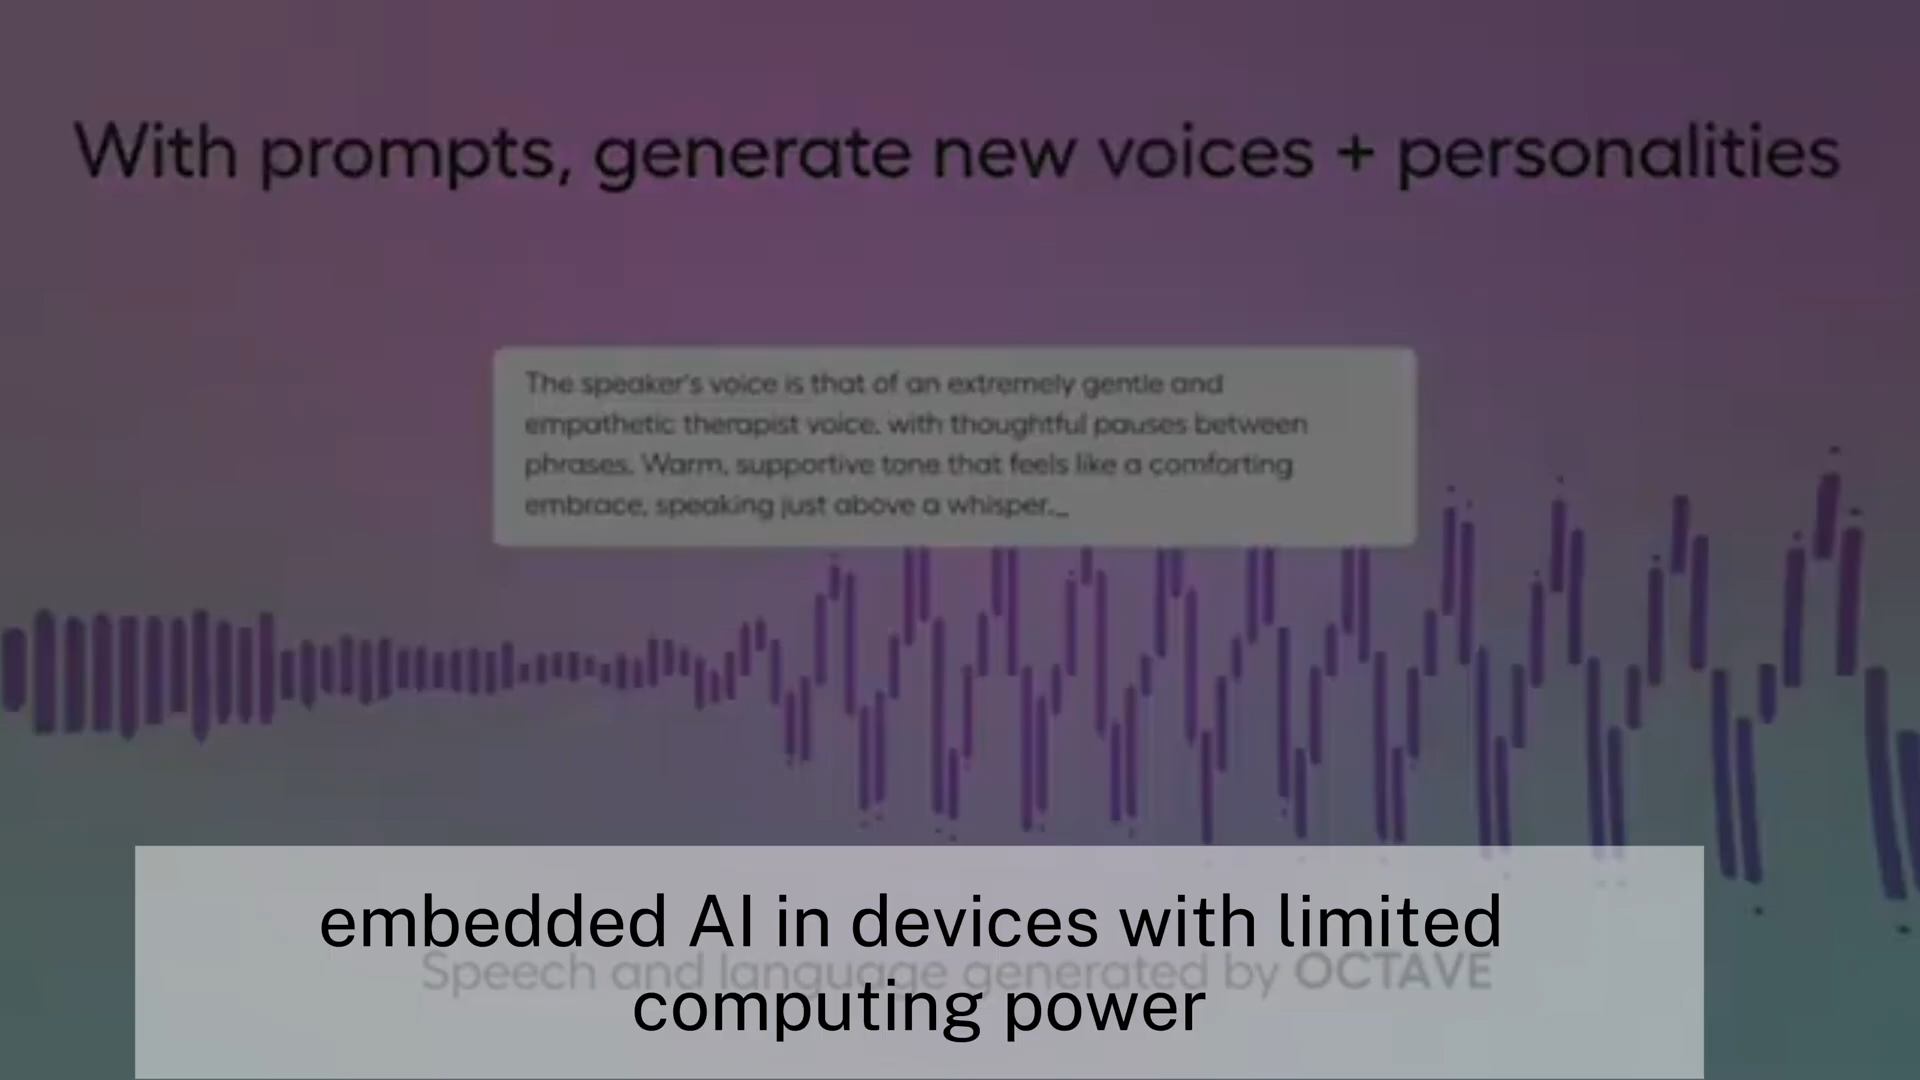 With prompts, generate new voices + personalities
The speaker's voice is that of an extremely gentle and
empathetic therapist voice, with thoughtful pauses between
phrases. Warm, supportive tone that feels like a comforting
embrace, speaking just above a whisper._
embedded AI in devices with limited
Speech and language generated by OCTAVE
computing power